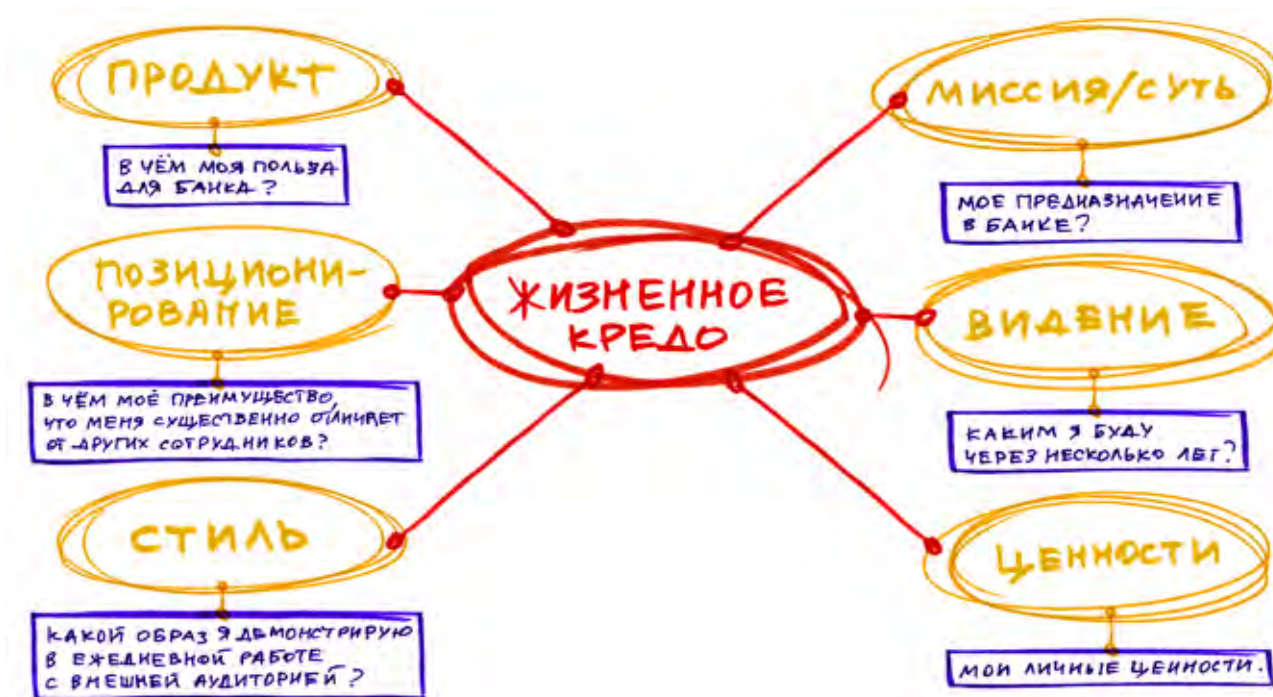 ПРОДУКТ
В ЧЁМ МОЯ ПОЛЬЗА
ДЛЯ БАНКА?
ПОЗИЦИОНИ-
РОВАНИЕ
В ЧЁМ МОЁ ПРЕИМУЩЕСТВО,
ЧТО МЕНЯ СУЩЕСТВЕННО ОТЛИЧАЕТ
ОТ ДРУГИХ СОТРУДНИКОВ?
СТИЛЬ
КАКОЙ ОБРАЗ Я ДЕМОНСТРИРУЮ
В ЕЖЕДНЕВНОЙ РАБОТЕ
С ВНЕШНЕЙ АУДИТОРИЕЙ?
ЖИЗНЕННОЕ
КРЕДО
МИССИЯ/СУТЬ
МОЕ ПРЕДНАЗНАЧЕНИЕ
В БАНКЕ?
ВИДЕНИЕ
КАКИМ Я БУДУ
ЧЕРЕЗ НЕСКОЛЬКО ЛЕТ?
ЦЕННОСТИ
МОИ ЛИЧНЫЕ ЦЕННОСТИ.